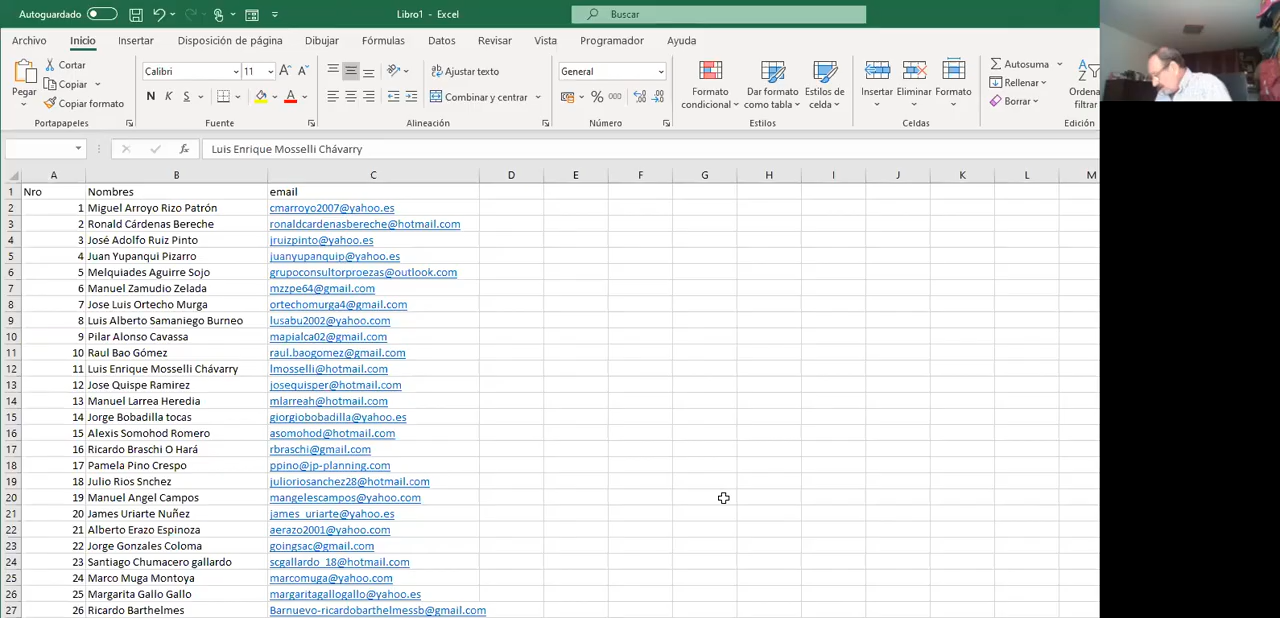 Autoguardado Libro1 - Excel Buscar
Archivo Inicio Insertar Disposición de página Dibujar Fórmulas Datos Revisar Vista Programador Ayuda
Pegar Cortar Copiar Copiar formato
Portapapeles
Calibri 11
N K S A
Fuente
Ajustar texto
Combinar y centrar
Alineación
General
% 000
Número
Formato condicional Dar formato como tabla Estilos de celda
Estilos
Insertar Eliminar Formato
Celdas
Autosuma
Rellenar
Borrar
Ordena
filtrar
Edición
fx Luis Enrique Mosselli Chávarry
A B C D E F G H I J K L M
1 Nro Nombres email
2 1 Miguel Arroyo Rizo Patrón cmarroyo2007@yahoo.es
3 2 Ronald Cárdenas Bereche ronaldcardenasbereche@hotmail.com
4 3 José Adolfo Ruiz Pinto jruizpinto@yahoo.es
5 4 Juan Yupanqui Pizarro juanyupanquip@yahoo.es
6 5 Melquiades Aguirre Sojo grupoconsultorproezas@outlook.com
7 6 Manuel Zamudio Zelada mzzpe64@gmail.com
8 7 Jose Luis Ortecho Murga ortechomurga4@gmail.com
9 8 Luis Alberto Samaniego Burneo lusabu2002@yahoo.com
10 9 Pilar Alonso Cavassa mapialca02@gmail.com
11 10 Raul Bao Gómez raul.baogomez@gmail.com
12 11 Luis Enrique Mosselli Chávarry lmosselli@hotmail.com
13 12 Jose Quispe Ramirez josequisper@hotmail.com
14 13 Manuel Larrea Heredia mlarreah@hotmail.com
15 14 Jorge Bobadilla tocas giorgiobobadilla@yahoo.es
16 15 Alexis Somohod Romero asomohod@hotmail.com
17 16 Ricardo Braschi O Hará rbraschi@gmail.com
18 17 Pamela Pino Crespo ppino@jp-planning.com
19 18 Julio Rios Snchez julioriosanchez28@hotmail.com
20 19 Manuel Angel Campos mangelescampos@yahoo.com
21 20 James Uriarte Nuñez james_uriarte@yahoo.es
22 21 Alberto Erazo Espinoza aerazo2001@yahoo.com
23 22 Jorge Gonzales Coloma goingsac@gmail.com
24 23 Santiago Chumacero gallardo scgallardo_18@hotmail.com
25 24 Marco Muga Montoya marcomuga@yahoo.com
26 25 Margarita Gallo Gallo margaritagallogallo@yahoo.es
27 26 Ricardo Barthelmes Barnuevo-ricardobarthelmessb@gmail.com